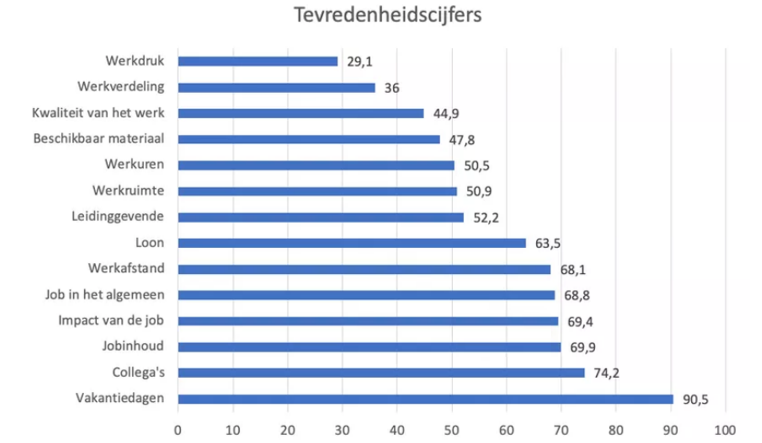 Tevredenheidscijfers
Werkdruk 29,1
Werkverdeling 36
Kwaliteit van het werk 44,9
Beschikbaar materiaal 47,8
Werkuren 50,5
Werkruimte 50,9
Leidinggevende 52,2
Loon 63,5
Werkafstand 68,1
Job in het algemeen 68,8
Impact van de job 69,4
Jobinhoud 69,9
Collega's 74,2
Vakantiedagen 90,5
0 10 20 30 40 50 60 70 80 90 100